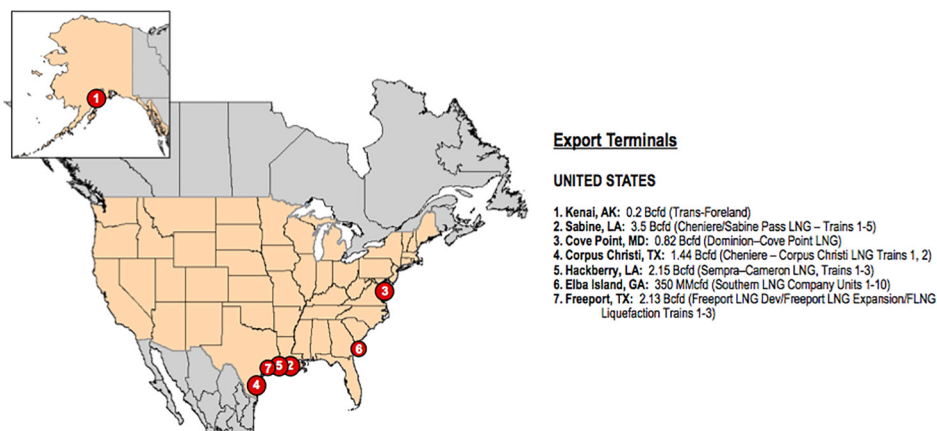 1
3
6
7 5 2
4
Export Terminals
UNITED STATES
1. Kenai, AK: 0.2 Bcfd (Trans-Foreland)
2. Sabine, LA: 3.5 Bcfd (Cheniere/Sabine Pass LNG – Trains 1-5)
3. Cove Point, MD: 0.82 Bcfd (Dominion–Cove Point LNG)
4. Corpus Christi, TX: 1.44 Bcfd (Cheniere – Corpus Christi LNG Trains 1, 2)
5. Hackberry, LA: 2.15 Bcfd (Sempra–Cameron LNG, Trains 1-3)
6. Elba Island, GA: 350 MMcfd (Southern LNG Company Units 1-10)
7. Freeport, TX: 2.13 Bcfd (Freeport LNG Dev/Freeport LNG Expansion/FLNG
Liquefaction Trains 1-3)